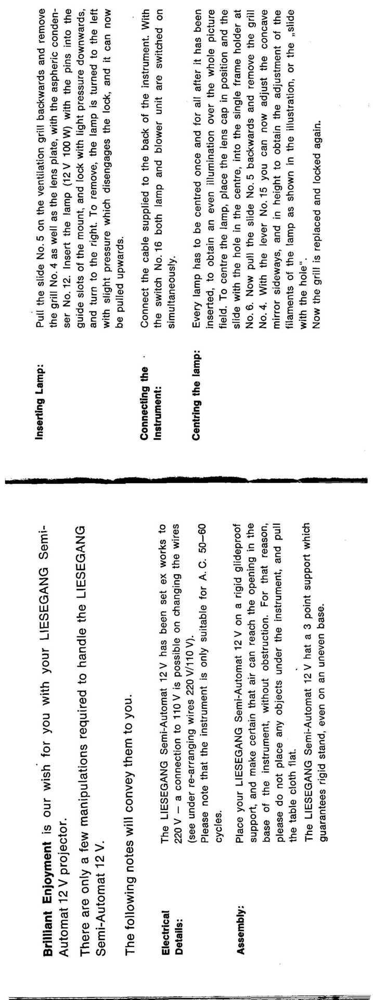 Brilliant Enjoyment is our wish for you with your LIESEGANG Semi-
Automat 12 V projector.
There are only a few manipulations required to handle the LIESEGANG
Semi-Automat 12 V.
The following notes will convey them to you.
Electrical
Details:
The LIESEGANG Semi-Automat 12 V has been set ex works to
220 V — a connection to 110 V is possible on changing the wires
(see under re-arranging wires 220 V/110 V).
Please note that the instrument is only suitable for A. C. 50–60
cycles.
Assembly:
Place your LIESEGANG Semi-Automat 12 V on a rigid glideproof
support, and make certain that air can reach the opening in the
base of the instrument, without obstruction. For that reason,
please do not place any objects under the instrument, and pull
the table cloth flat.
The LIESEGANG Semi-Automat 12 V hat a 3 point support which
guarantees rigid stand, even on an uneven base.
Inserting Lamp:
Pull the slide No. 5 on the ventilation grill backwards and remove
the grill No. 4 as well as the lens plate, with the aspheric conden-
ser No. 12. Insert the lamp (12 V 100 W) with the pins into the
guide slots of the mount, and lock with light pressure downwards,
and turn to the right. To remove, the lamp is turned to the left
with slight pressure which disengages the lock, and it can now
be pulled upwards.
Connecting the
Instrument:
Connect the cable supplied to the back of the instrument. With
the switch No. 16 both lamp and blower unit are switched on
simultaneously.
Centring the lamp:
Every lamp has to be centred once and for all after it has been
inserted, to obtain an even illumination over the whole picture
field. To centre the lamp, place the lens cap in position and the
slide with the hole in the centre, into the single frame holder at
No. 6. Now pull the slide No. 5 backwards and remove the grill
No. 4. With the lever No. 15 you can now adjust the concave
mirror sideways, and in height to obtain the adjustment of the
filaments of the lamp as shown in the illustration, or the „slide
with the hole“.
Now the grill is replaced and locked again.